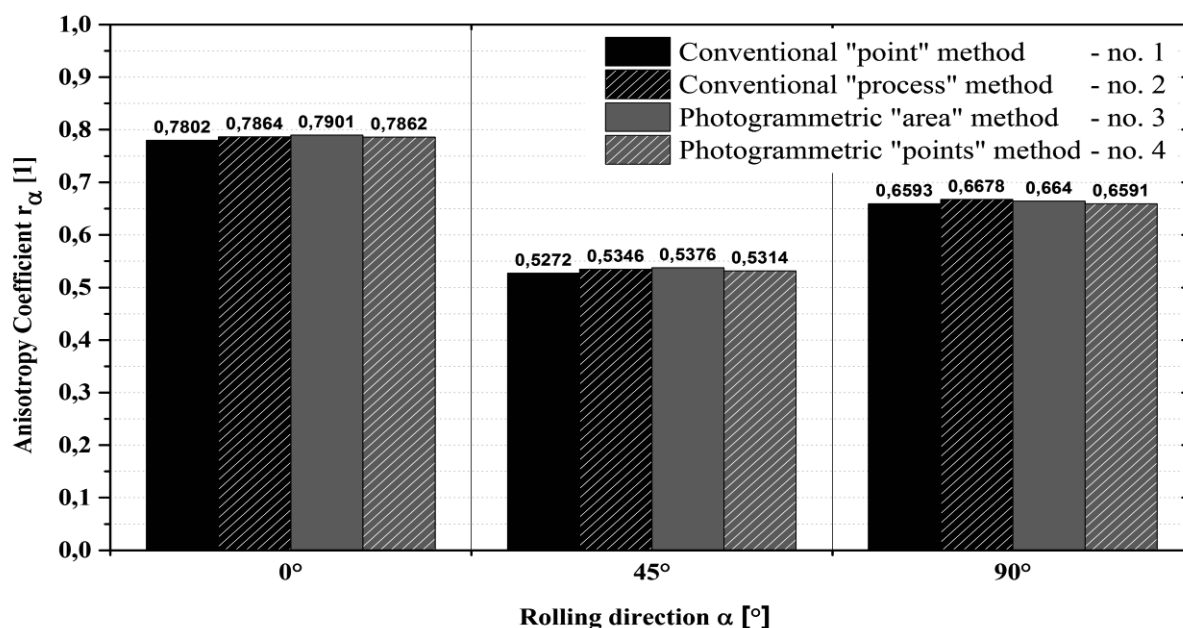 1,0
0,9
0,8
0,7
0,6
0,5
0,4
0,3
0,2
0,1
0,0
Anisotropy Coefficient rα [1]
Conventional "point" method - no. 1
Conventional "process" method - no. 2
Photogrammetric "area" method - no. 3
Photogrammetric "points" method - no. 4
0,7802 0,7864 0,7901 0,7862
0,5272 0,5346 0,5376 0,5314
0,6593 0,6678 0,664 0,6591
0° 45° 90°
Rolling direction α [°]